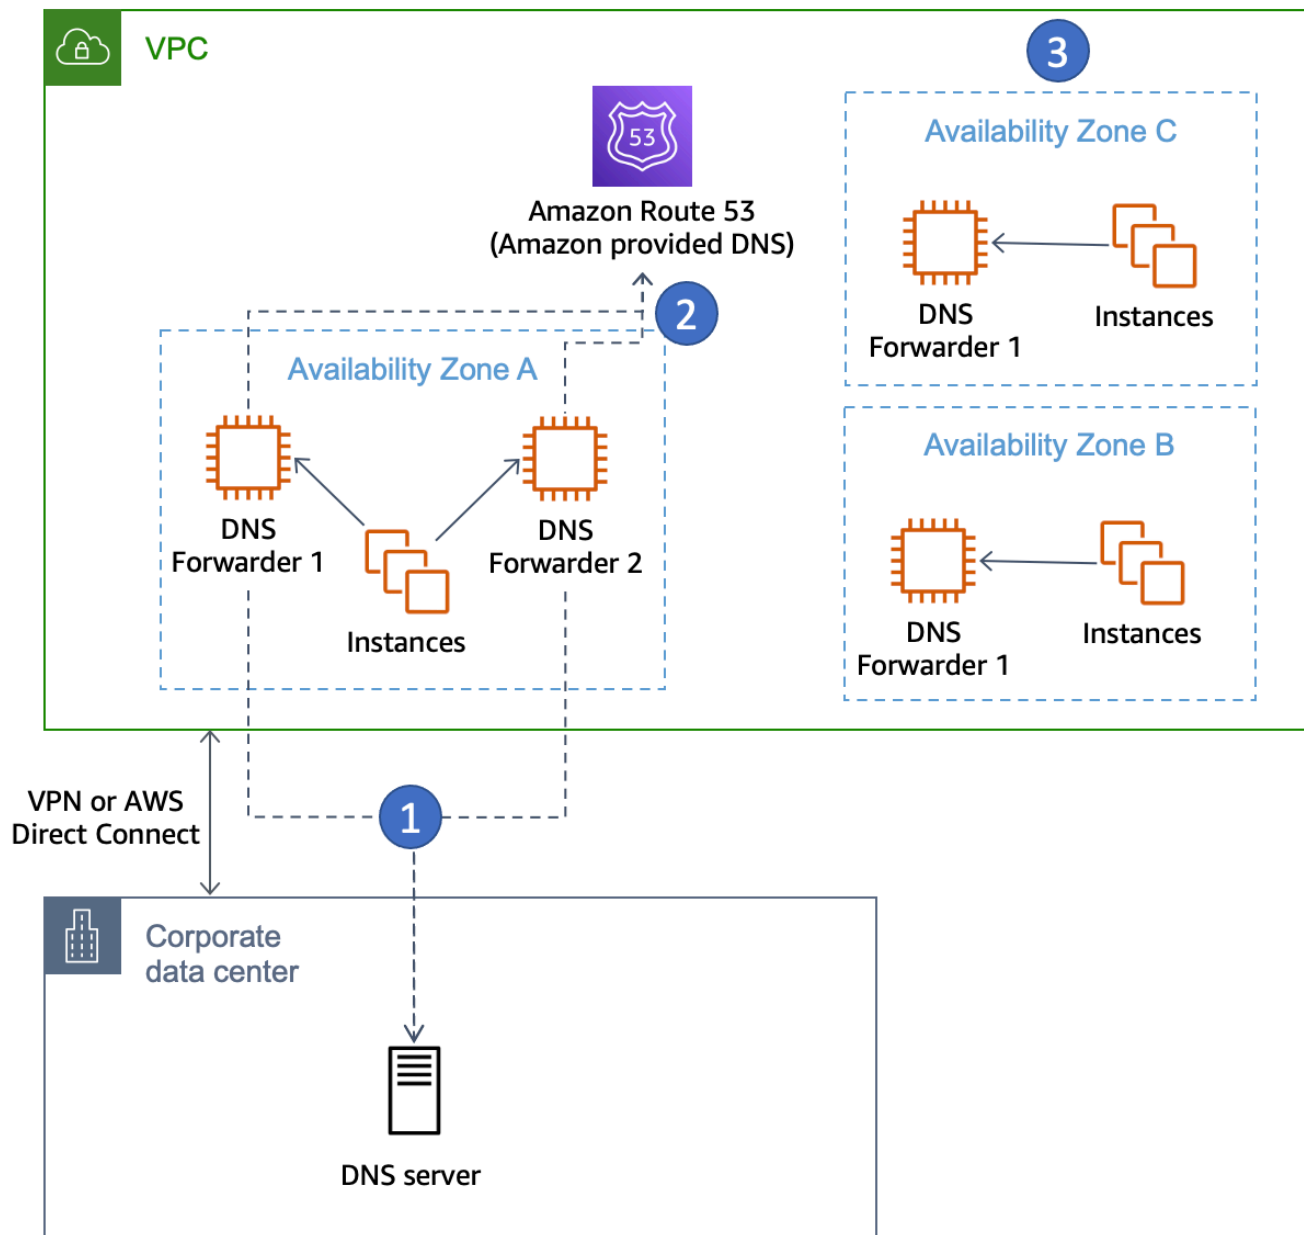 VPC
3
53
Amazon Route 53
(Amazon provided DNS)
Availability Zone C
DNS
Forwarder 1
Instances
2
Availability Zone A
DNS
Forwarder 1
DNS
Forwarder 2
Instances
Availability Zone B
DNS
Forwarder 1
Instances
VPN or AWS
Direct Connect
1
Corporate
data center
DNS server